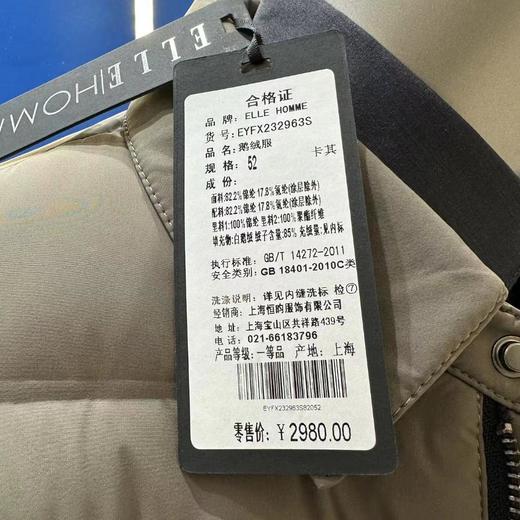 ELLE HOMM
合格证
品牌: ELLE HOMME
货号: EYFX232963S
品名: 鹅绒服
规格: 52 卡其
成份:
面料:82.2%锦纶 17.8%氨纶(涂层除外)
配料:82.2%锦纶 17.8%氨纶(涂层除外)
里料1:100%锦纶 里料2:100%聚酯纤维
填充物:白鹅绒 绒子含量:85% 充绒量:见内标
执行标准: GB/T 14272-2011
安全类别: GB 18401-2010C类
洗涤说明: 详见内缝洗标 检⑦
经销商: 上海恒韵服饰有限公司
地址: 上海宝山区共祥路439号
电话: 021-66183796
产品等级: 一等品 产地: 上海
EYFX232963S82052
零售价: ¥2980.00